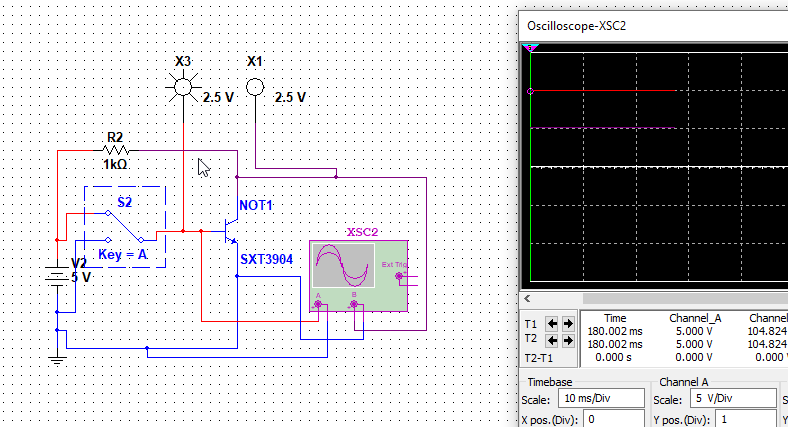 Oscilloscope-XSC2
X3
X1
2.5 V
2.5 V
R2
1kΩ
S2
NOT1
Key = A
V2
5 V
SXT3904
XSC2
Ext Trig
A
B
Time Channel_A Channel
T1 180.002 ms 5.000 V 104.824
T2 180.002 ms 5.000 V 104.824
T2-T1 0.000 s 0.000 V 0.000
Timebase
Channel A
Scale: 10 ms/Div
Scale: 5 V/Div
X pos.(Div): 0
Y pos.(Div): 1